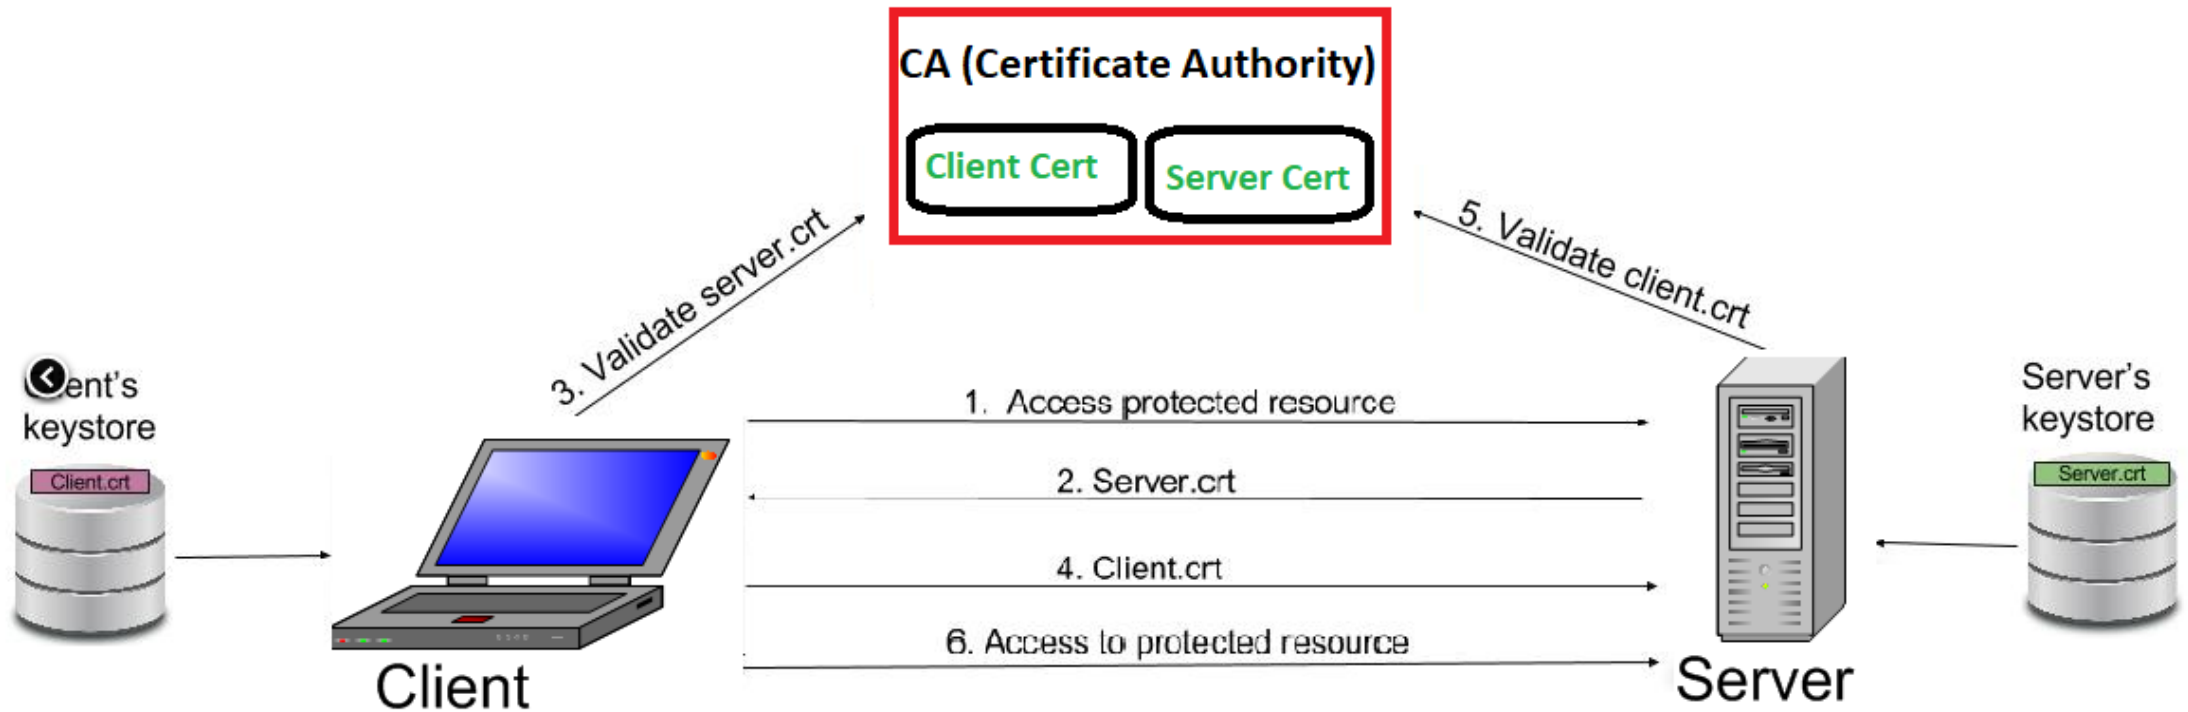 CA (Certificate Authority)
Client Cert
Server Cert
3. Validate server.crt
5. Validate client.crt
ent's
keystore
Client.crt
1. Access protected resource
2. Server.crt
4. Client.crt
6. Access to protected resource
Server's
keystore
Server.crt
Client
Server